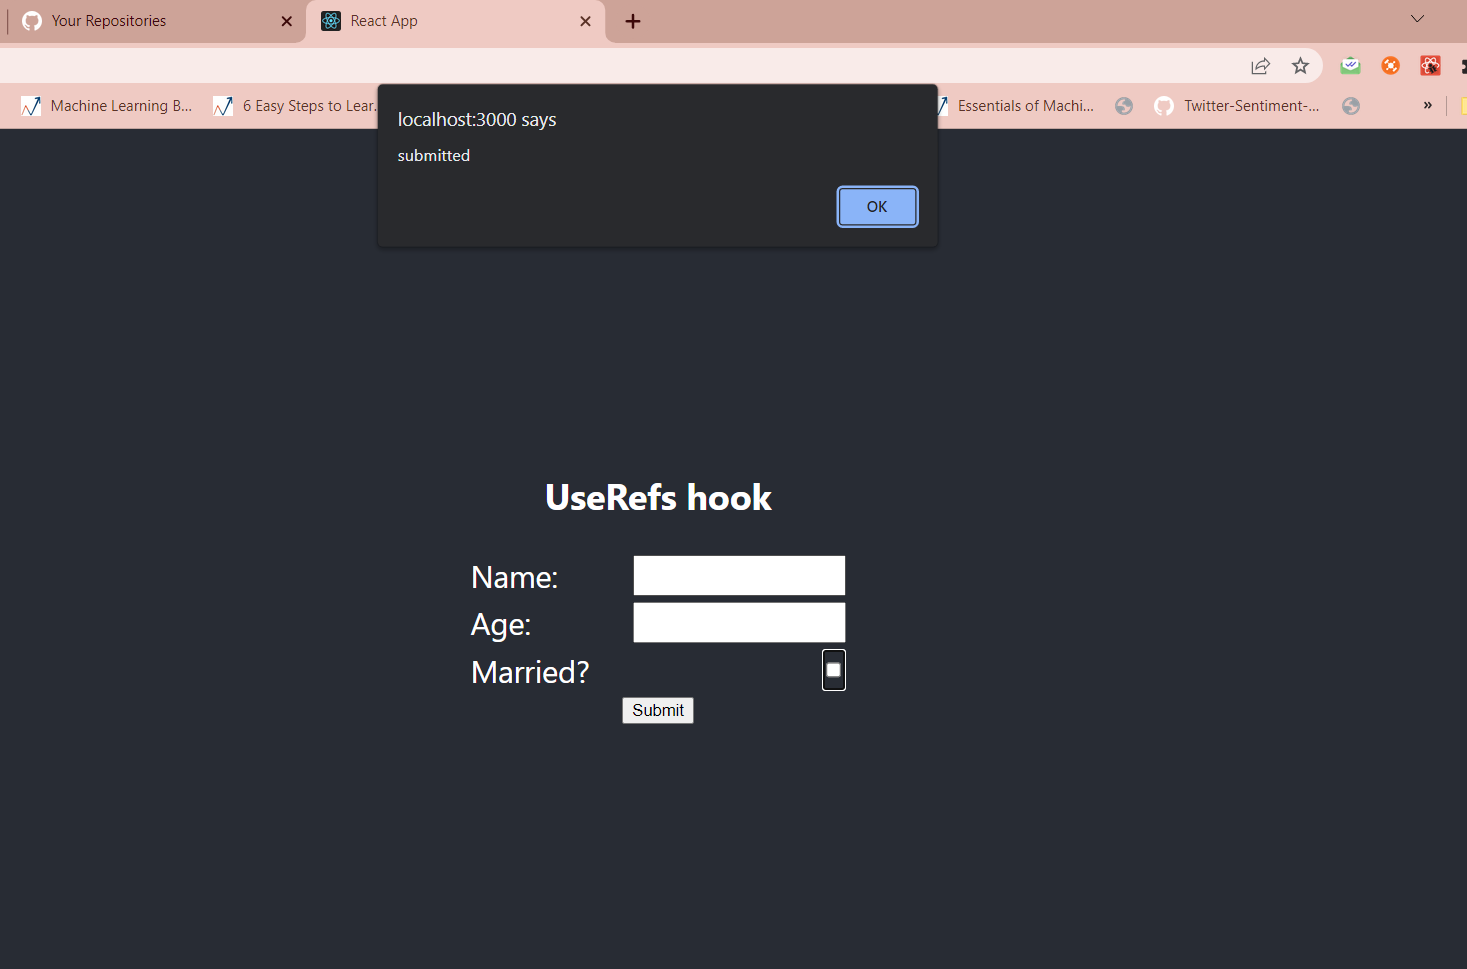 Your Repositories
React App
Machine Learning B...
6 Easy Steps to Lear.
Essentials of Machi...
Twitter-Sentiment-...
»
localhost:3000 says
submitted
OK
UseRefs hook
Name:
Age:
Married?
Submit